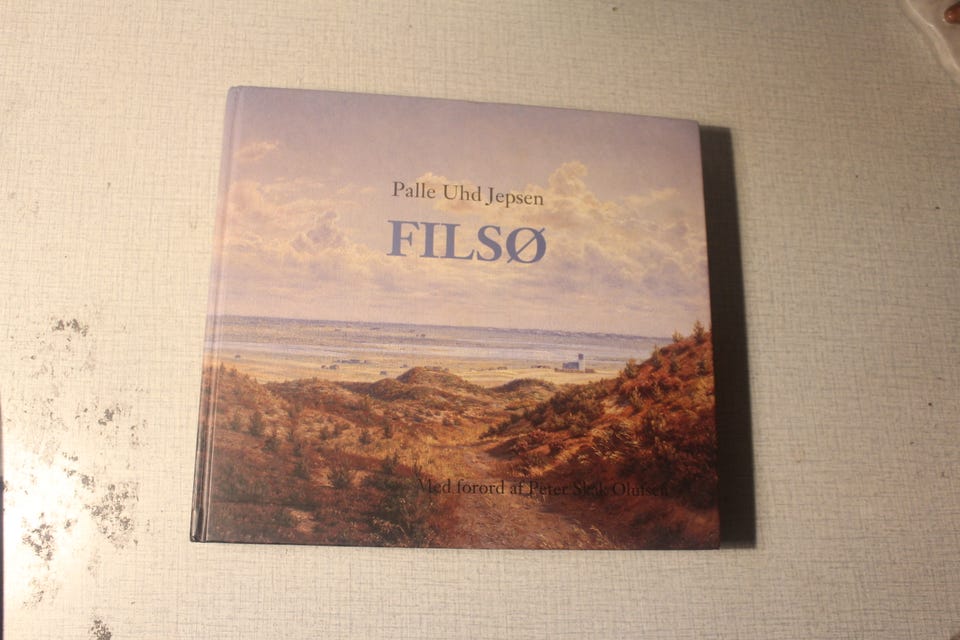 Palle Uhd Jepsen
FILSØ
Med forord af Peter Skak Olufsen